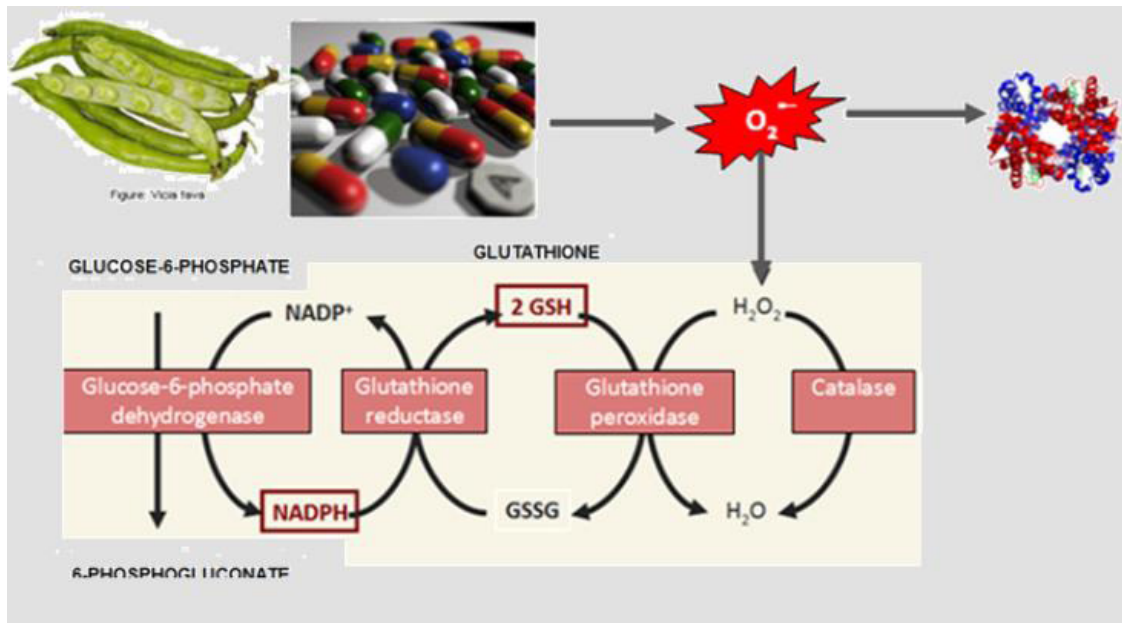 Figure: Vicia fava
O₂•–
GLUCOSE-6-PHOSPHATE
GLUTATHIONE
NADP⁺
2 GSH
H₂O₂
Glucose-6-phosphate
dehydrogenase
Glutathione
reductase
Glutathione
peroxidase
Catalase
NADPH
GSSG
H₂O
6-PHOSPHOGLUCONATE